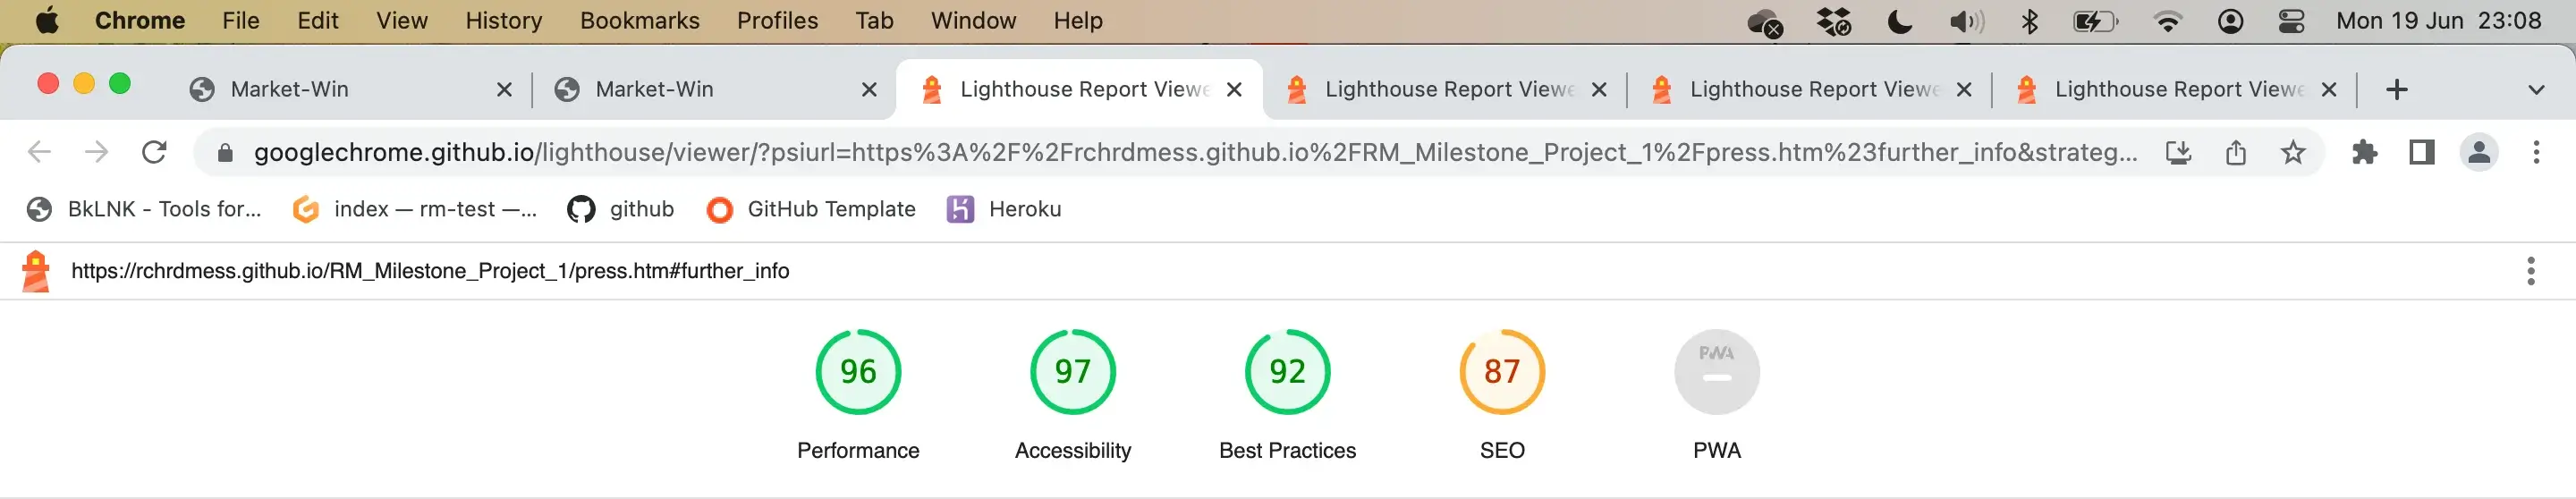 Chrome File Edit View History Bookmarks Profiles Tab Window Help Mon 19 Jun 23:08
Market-Win Market-Win Lighthouse Report Viewe Lighthouse Report Viewe Lighthouse Report Viewe Lighthouse Report Viewe
googlechrome.github.io/lighthouse/viewer/?psiurl=https%3A%2F%2Frchrdmess.github.io%2FRM_Milestone_Project_1%2Fpress.htm%23further_info&strateg...
BkLNK - Tools for... index — rm-test —... github GitHub Template Heroku
https://rchrdmess.github.io/RM_Milestone_Project_1/press.htm#further_info
96 97 92 87 PWA
Performance Accessibility Best Practices SEO PWA